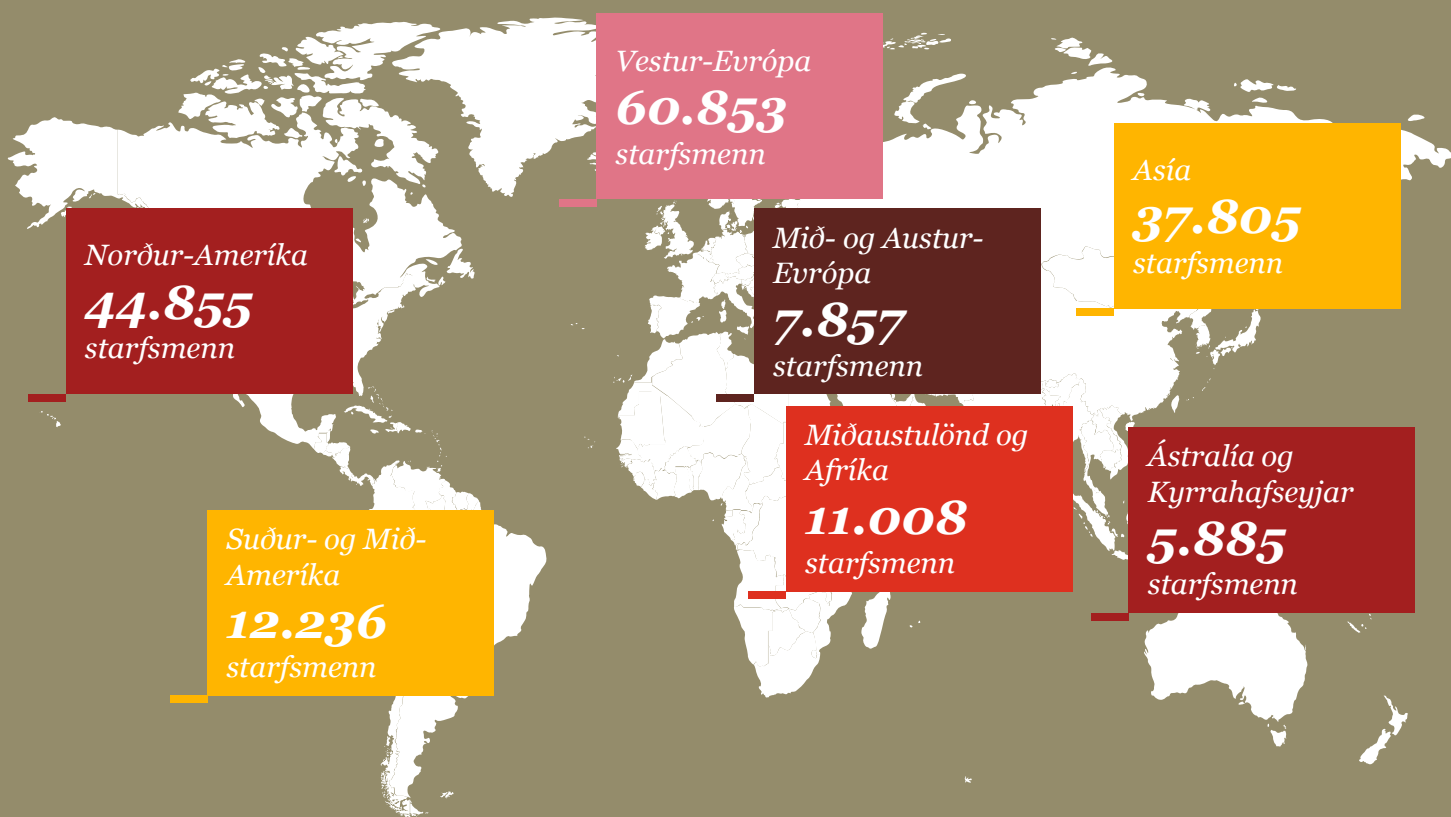 Vestur-Evrópa
60.853
starfsmenn
Asía
37.805
starfsmenn
Norður-Ameríka
44.855
starfsmenn
Mið- og Austur-
Evrópa
7.857
starfsmenn
Miðaustulönd og
Afríka
11.008
starfsmenn
Ástralía og
Kyrrahafseyjar
5.885
starfsmenn
Suður- og Mið-
Ameríka
12.236
starfsmenn